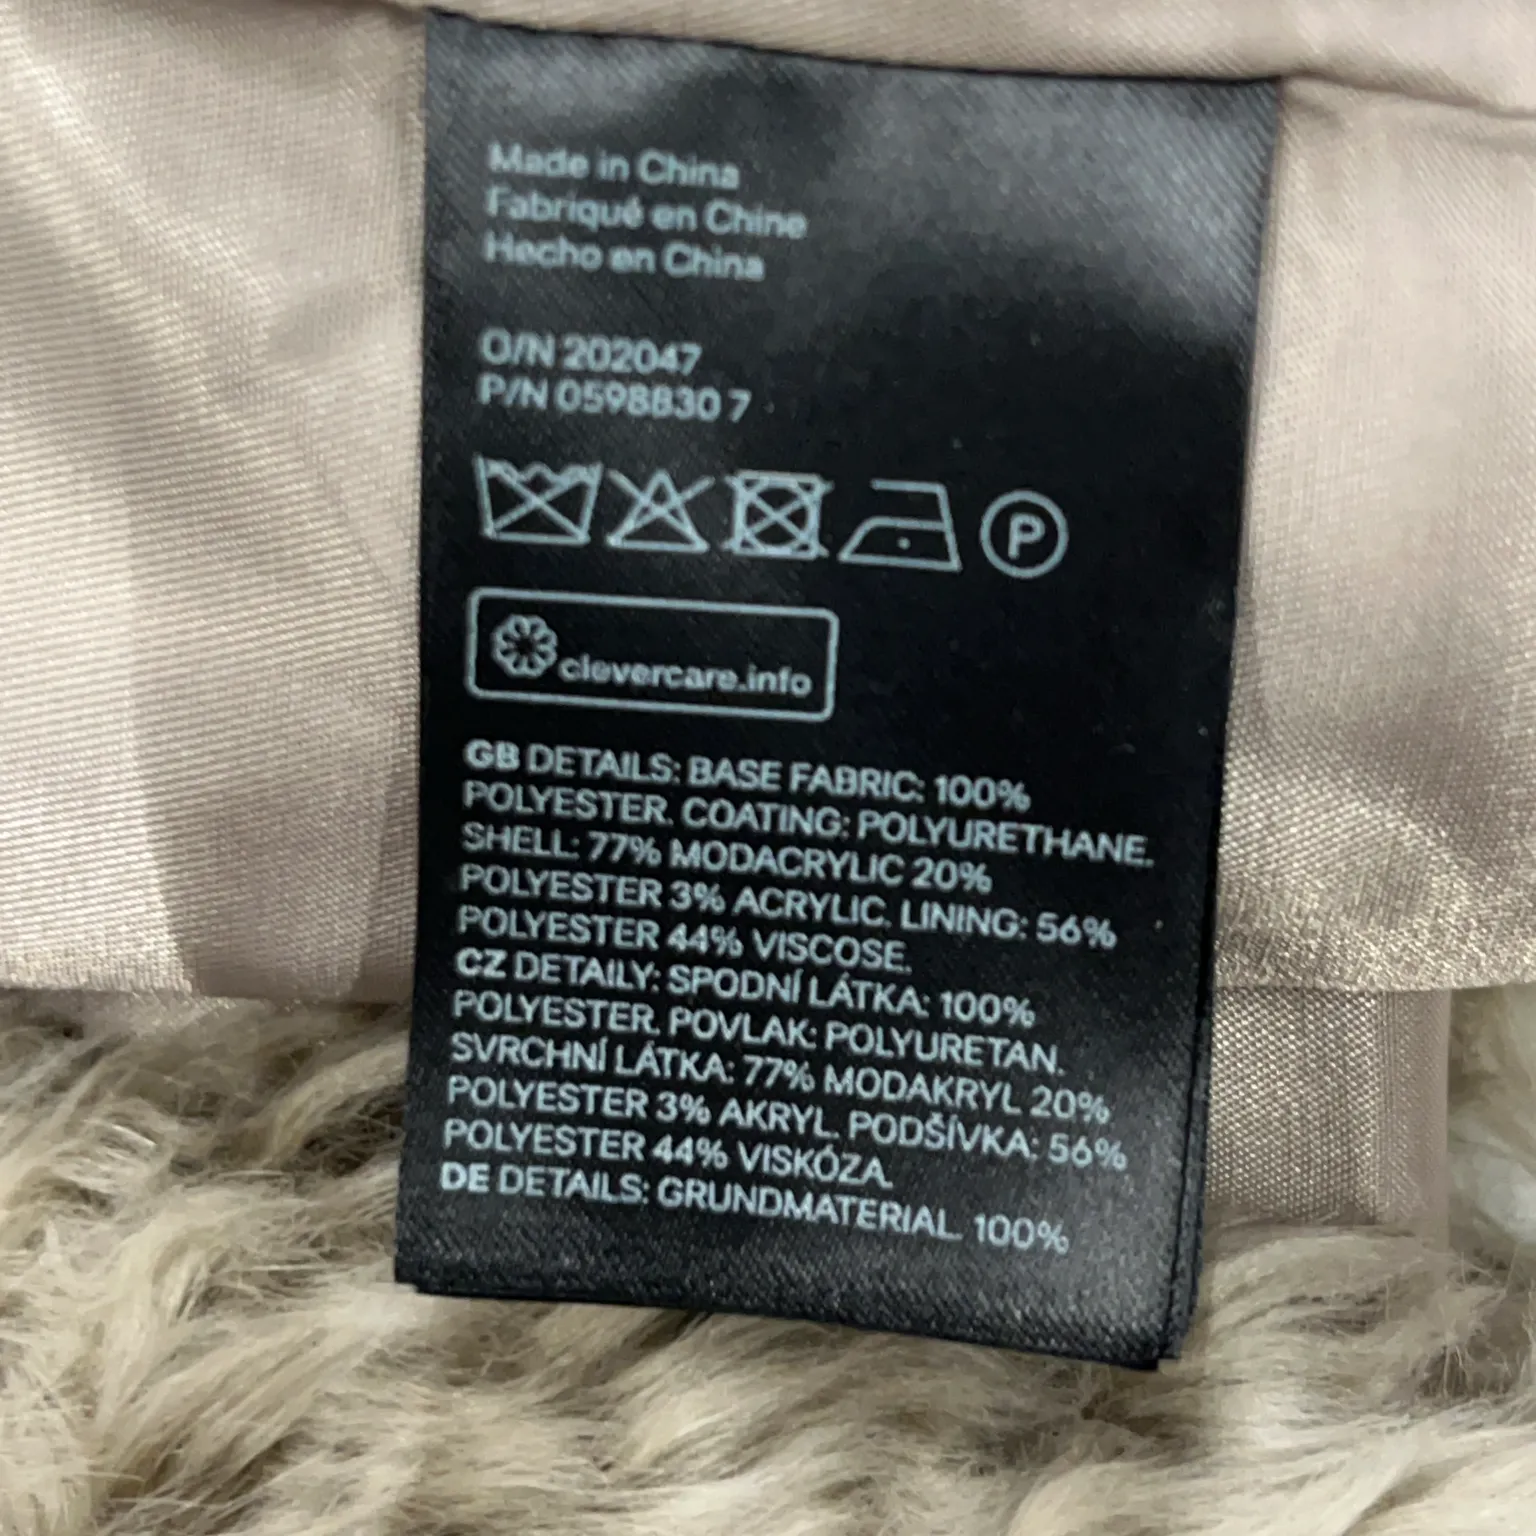 Made in China
Fabriqué en Chine
Hecho en China
O/N 202047
P/N 0598830 7
P
clevercare.info
GB DETAILS: BASE FABRIC: 100%
POLYESTER. COATING: POLYURETHANE.
SHELL: 77% MODACRYLIC 20%
POLYESTER 3% ACRYLIC. LINING: 56%
POLYESTER 44% VISCOSE.
CZ DETAILY: SPODNÍ LÁTKA: 100%
POLYESTER. POVLAK: POLYURETAN.
SVRCHNÍ LÁTKA: 77% MODAKRYL 20%
POLYESTER 3% AKRYL. PODŠÍVKA: 56%
POLYESTER 44% VISKÓZA.
DE DETAILS: GRUNDMATERIAL. 100%